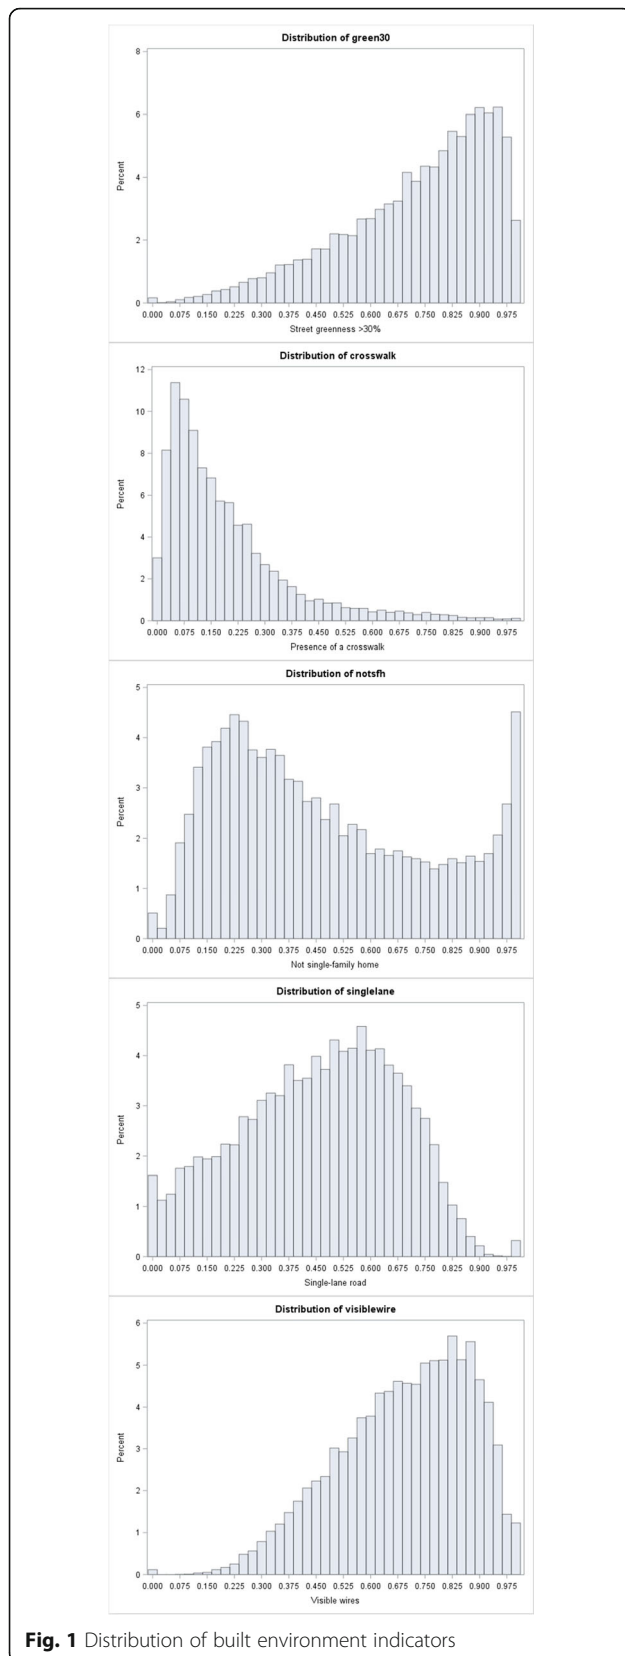 Distribution of green30
8
6
4
2
0
Percent
0.000 0.075 0.150 0.225 0.300 0.375 0.450 0.525 0.600 0.675 0.750 0.825 0.900 0.975
Street greenness >30%
Distribution of crosswalk
12
10
8
6
4
2
0
Percent
0.000 0.075 0.150 0.225 0.300 0.375 0.450 0.525 0.600 0.675 0.750 0.825 0.900 0.975
Presence of a crosswalk
Distribution of notsfh
5
4
3
2
1
0
Percent
0.000 0.075 0.150 0.225 0.300 0.375 0.450 0.525 0.600 0.675 0.750 0.825 0.900 0.975
Not single-family home
Distribution of singlelane
5
4
3
2
1
0
Percent
0.000 0.075 0.150 0.225 0.300 0.375 0.450 0.525 0.600 0.675 0.750 0.825 0.900 0.975
Single-lane road
Distribution of visiblewire
6
5
4
3
2
1
0
Percent
0.000 0.075 0.150 0.225 0.300 0.375 0.450 0.525 0.600 0.675 0.750 0.825 0.900 0.975
Visible wires
Fig. 1 Distribution of built environment indicators